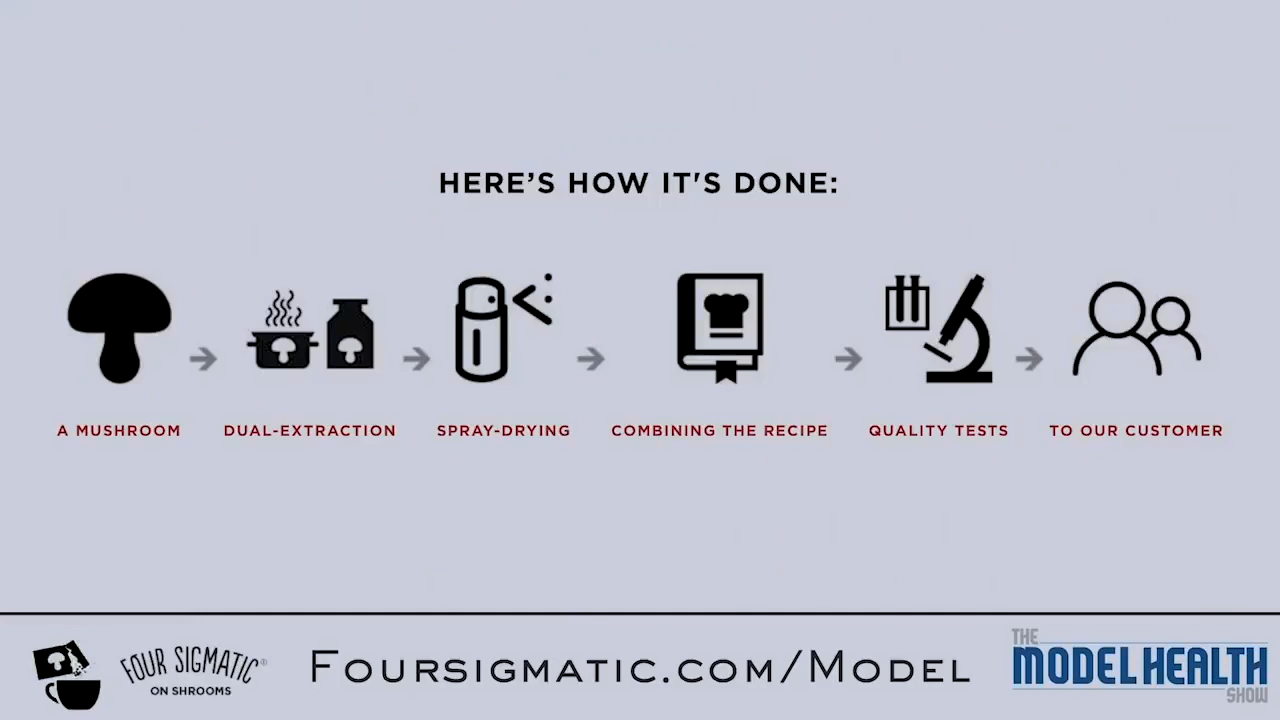 HERE'S HOW IT'S DONE:
A MUSHROOM
DUAL-EXTRACTION
SPRAY-DRYING
COMBINING THE RECIPE
QUALITY TESTS
TO OUR CUSTOMER
FOUR SIGMATIC®
ON SHROOMS
FOURSIGMATIC.COM/MODEL
THE
MODEL HEALTH
SHOW